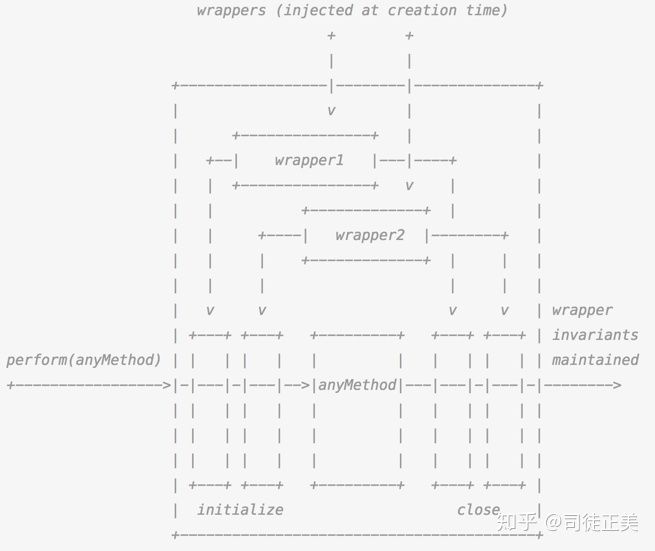 wrappers (injected at creation time)
wrapper1
wrapper2
wrapper
invariants
perform(anyMethod) maintained
anyMethod
initialize close
知乎 @司徒正美